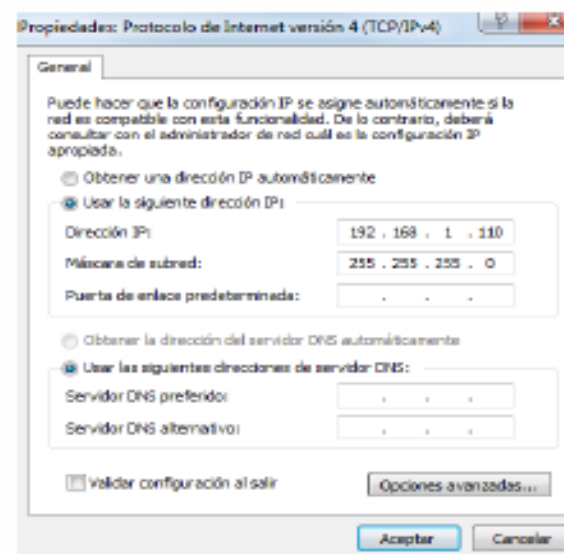 Propiedades: Protocolo de Internet versión 4 (TCP/IPv4)
General
Puede hacer que la configuración IP se asigne automáticamente si la
red es compatible con esta funcionalidad. De lo contrario, deberá
consultar con el administrador de red cuál es la configuración IP
apropiada.
Obtener una dirección IP automáticamente
Usar la siguiente dirección IP:
Dirección IP: 192 . 168 . 1 . 110
Máscara de subred: 255 . 255 . 255 . 0
Puerta de enlace predeterminada: . . .
Obtener la dirección del servidor DNS automáticamente
Usar las siguientes direcciones de servidor DNS:
Servidor DNS preferido: . . .
Servidor DNS alternativo: . . .
Validar configuración al salir
Opciones avanzadas...
Aceptar Cancelar